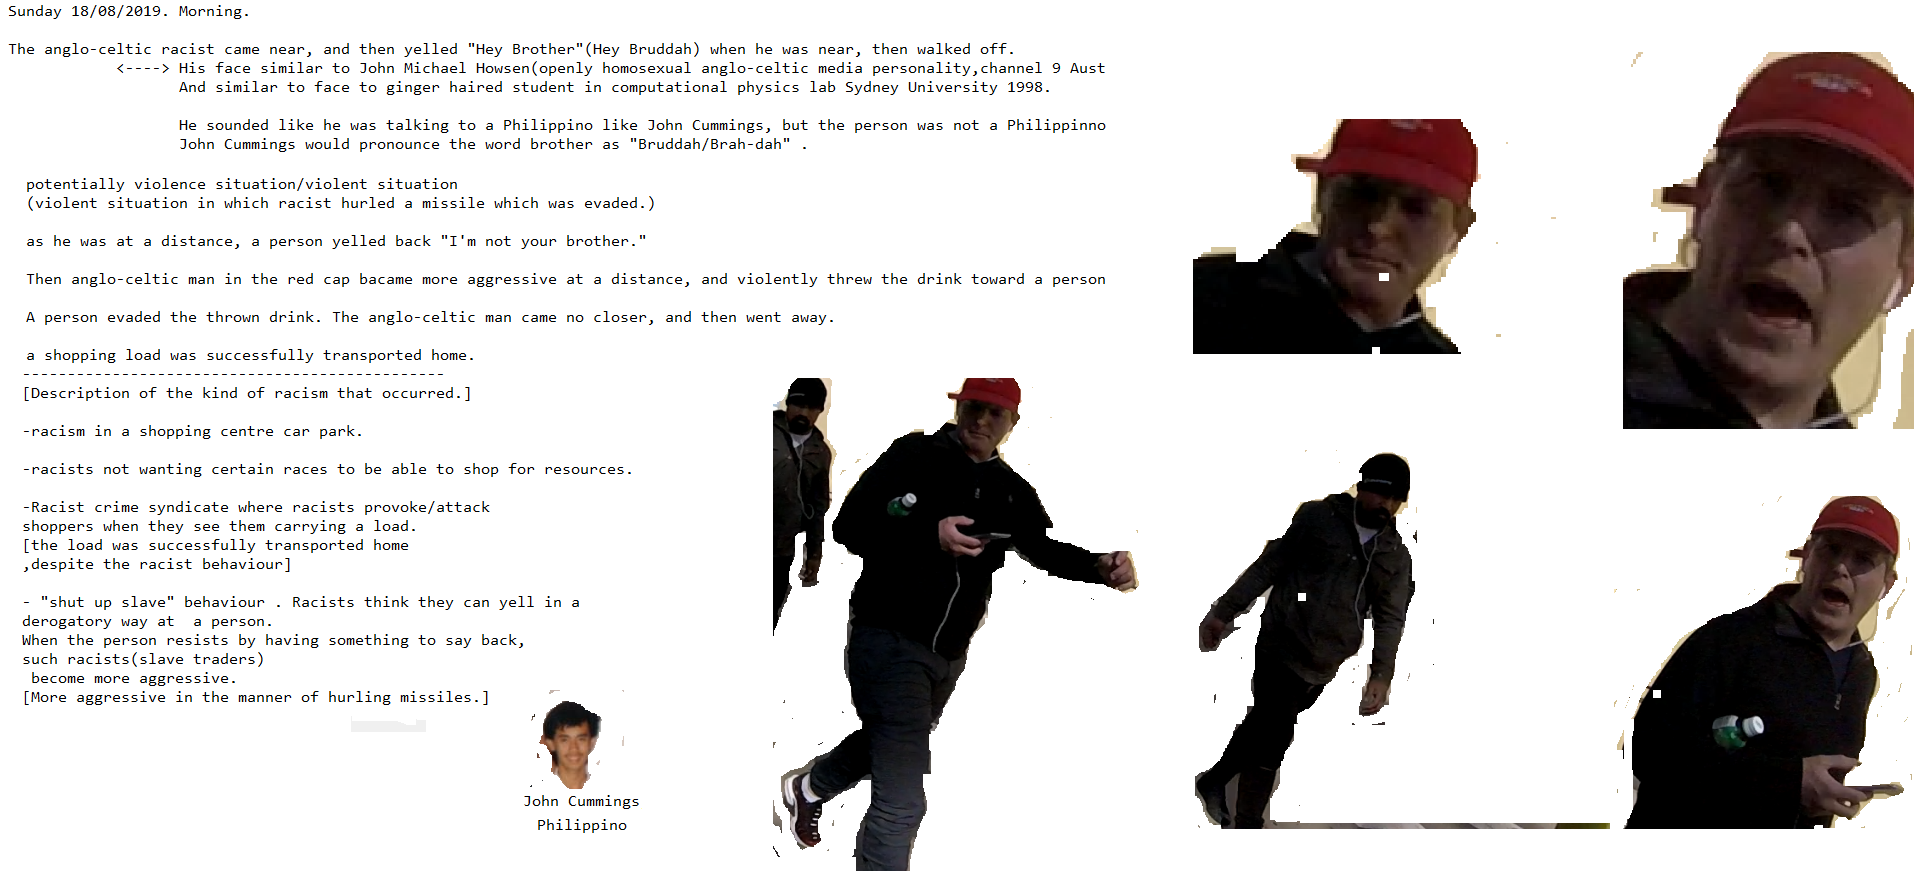 Sunday 18/08/2019. Morning.
The anglo-celtic racist came near, and then yelled "Hey Brother"(Hey Bruddah) when he was near, then walked off.
<----> His face similar to John Michael Howsen(openly homosexual anglo-celtic media personality,channel 9 Aust
And similar to face to ginger haired student in computational physics lab Sydney University 1998.
He sounded like he was talking to a Philippino like John Cummings, but the person was not a Philippinno
John Cummings would pronounce the word brother as "Bruddah/Brah-dah" .
potentially violence situation/violent situation
(violent situation in which racist hurled a missile which was evaded.)
as he was at a distance, a person yelled back "I'm not your brother."
Then anglo-celtic man in the red cap bacame more aggressive at a distance, and violently threw the drink toward a person
A person evaded the thrown drink. The anglo-celtic man came no closer, and then went away.
a shopping load was successfully transported home.
-----------------------------------------------
[Description of the kind of racism that occurred.]
-racism in a shopping centre car park.
-racists not wanting certain races to be able to shop for resources.
-Racist crime syndicate where racists provoke/attack
shoppers when they see them carrying a load.
[the load was successfully transported home
,despite the racist behaviour]
- "shut up slave" behaviour . Racists think they can yell in a
derogatory way at  a person.
When the person resists by having something to say back,
such racists(slave traders)
become more aggressive.
[More aggressive in the manner of hurling missiles.]
John Cummings
Philippino